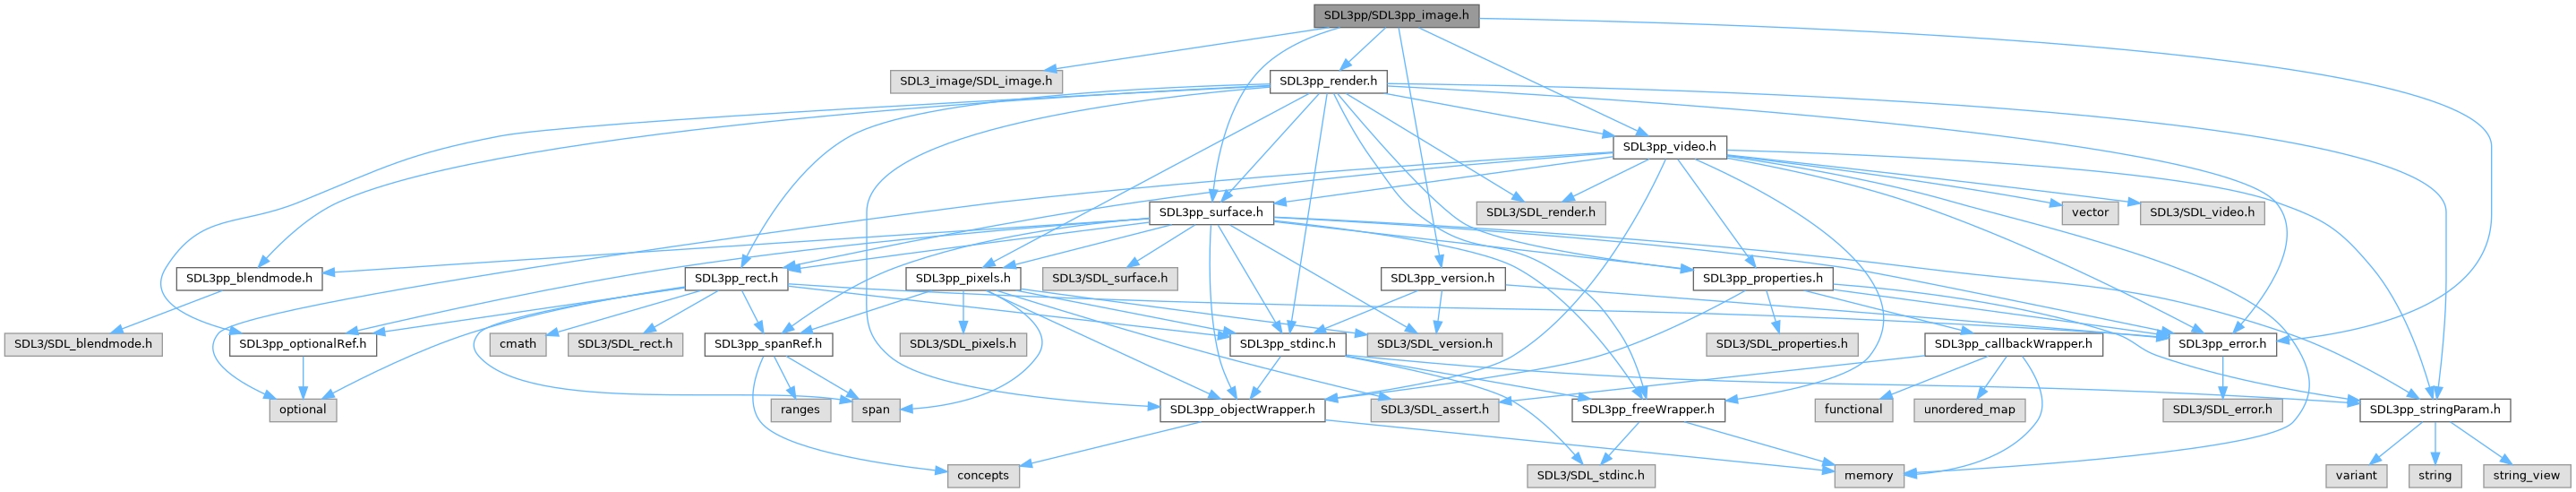 SDL3pp/SDL3pp_image.h
SDL3_image/SDL_image.h
SDL3pp_render.h
SDL3pp_video.h
SDL3pp_surface.h
SDL3/SDL_render.h
vector
SDL3/SDL_video.h
SDL3pp_blendmode.h
SDL3pp_rect.h
SDL3pp_pixels.h
SDL3/SDL_surface.h
SDL3pp_version.h
SDL3pp_properties.h
SDL3/SDL_blendmode.h
SDL3pp_optionalRef.h
cmath
SDL3/SDL_rect.h
SDL3pp_spanRef.h
SDL3/SDL_pixels.h
SDL3pp_stdinc.h
SDL3/SDL_version.h
SDL3/SDL_properties.h
SDL3pp_callbackWrapper.h
SDL3pp_error.h
optional
ranges
span
SDL3pp_objectWrapper.h
SDL3/SDL_assert.h
SDL3pp_freeWrapper.h
functional
unordered_map
SDL3/SDL_error.h
SDL3pp_stringParam.h
concepts
SDL3/SDL_stdinc.h
memory
variant
string
string_view